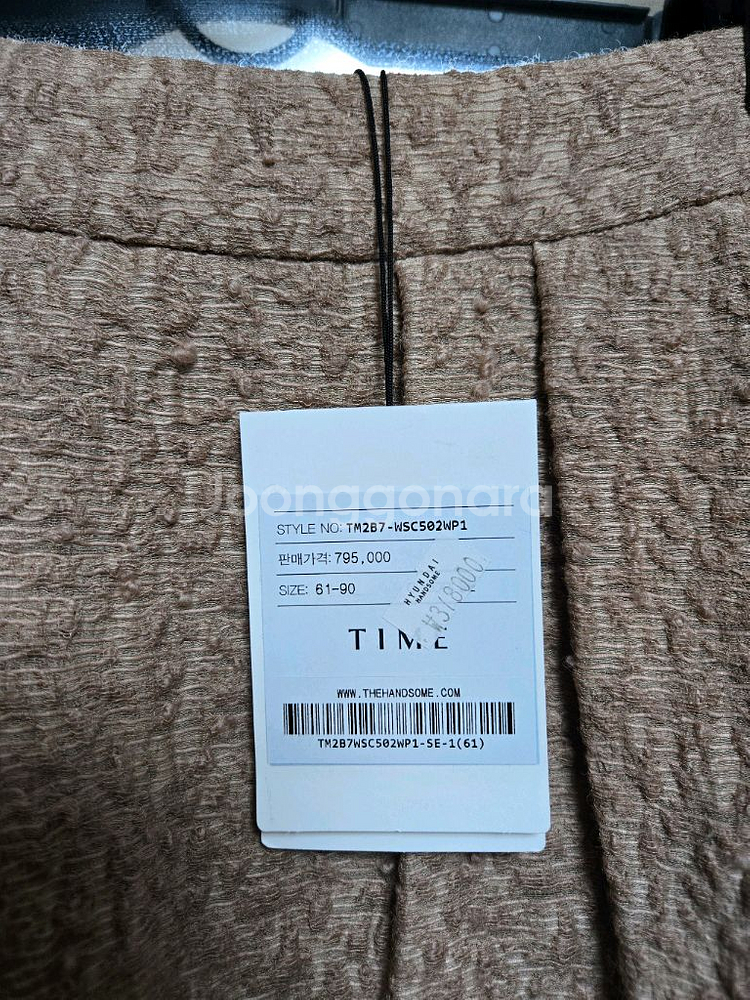 Joonggonara
STYLE NO: TM2B7-WSC502WP1
판매가격: 795,000
SIZE: 61-90
HYUNDAI
HANDSOME
TIME
WWW.THEHANDSOME.COM
TM2B7WSC502WP1-SE-1(61)